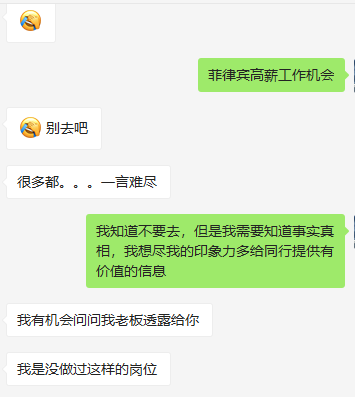 菲律宾高薪工作机会
别去吧
很多都。。。一言难尽
我知道不要去，但是我需要知道事实真
相，我想尽我的印象力多给同行提供有
价值的信息
我有机会问问我老板透露给你
我是没做过这样的岗位